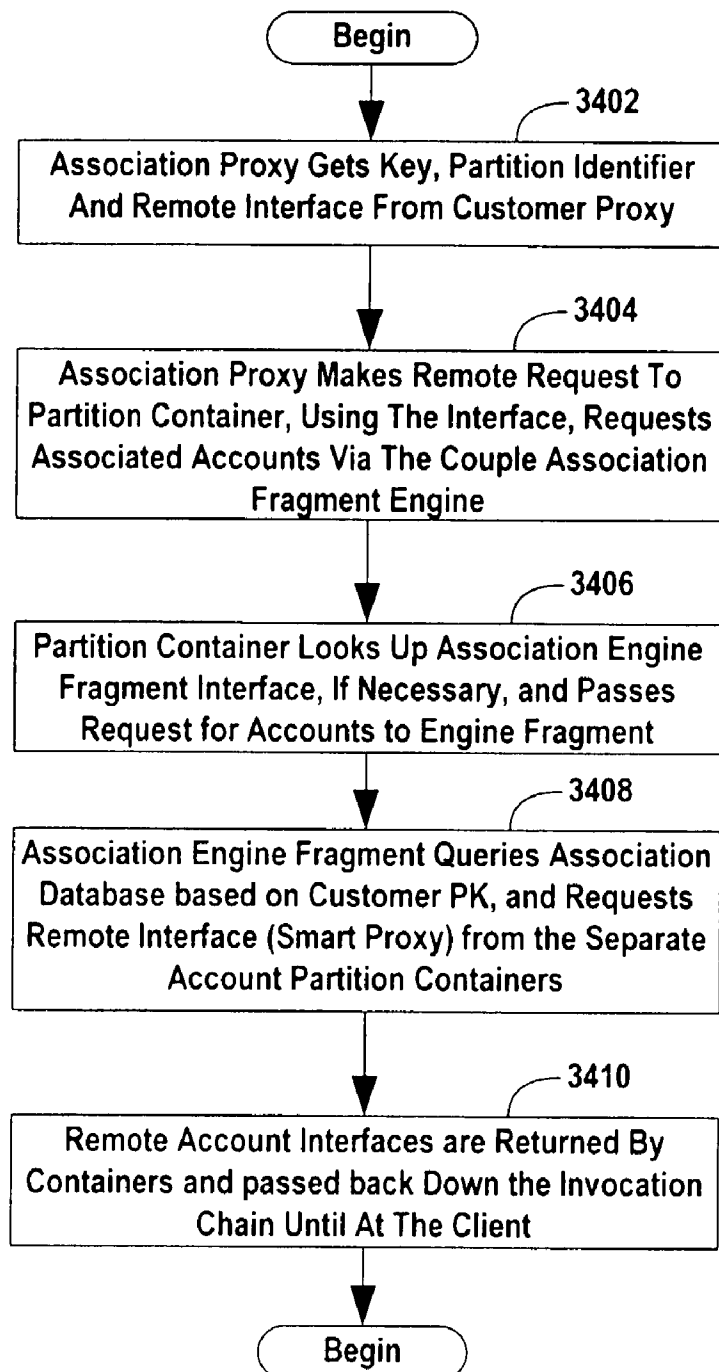 Begin
3402
Association Proxy Gets Key, Partition Identifier
And Remote Interface From Customer Proxy
3404
Association Proxy Makes Remote Request To
Partition Container, Using The Interface, Requests
Associated Accounts Via The Couple Association
Fragment Engine
3406
Partition Container Looks Up Association Engine
Fragment Interface, If Necessary, and Passes
Request for Accounts to Engine Fragment
3408
Association Engine Fragment Queries Association
Database based on Customer PK, and Requests
Remote Interface (Smart Proxy) from the Separate
Account Partition Containers
3410
Remote Account Interfaces are Returned By
Containers and passed back Down the Invocation
Chain Until At The Client
Begin